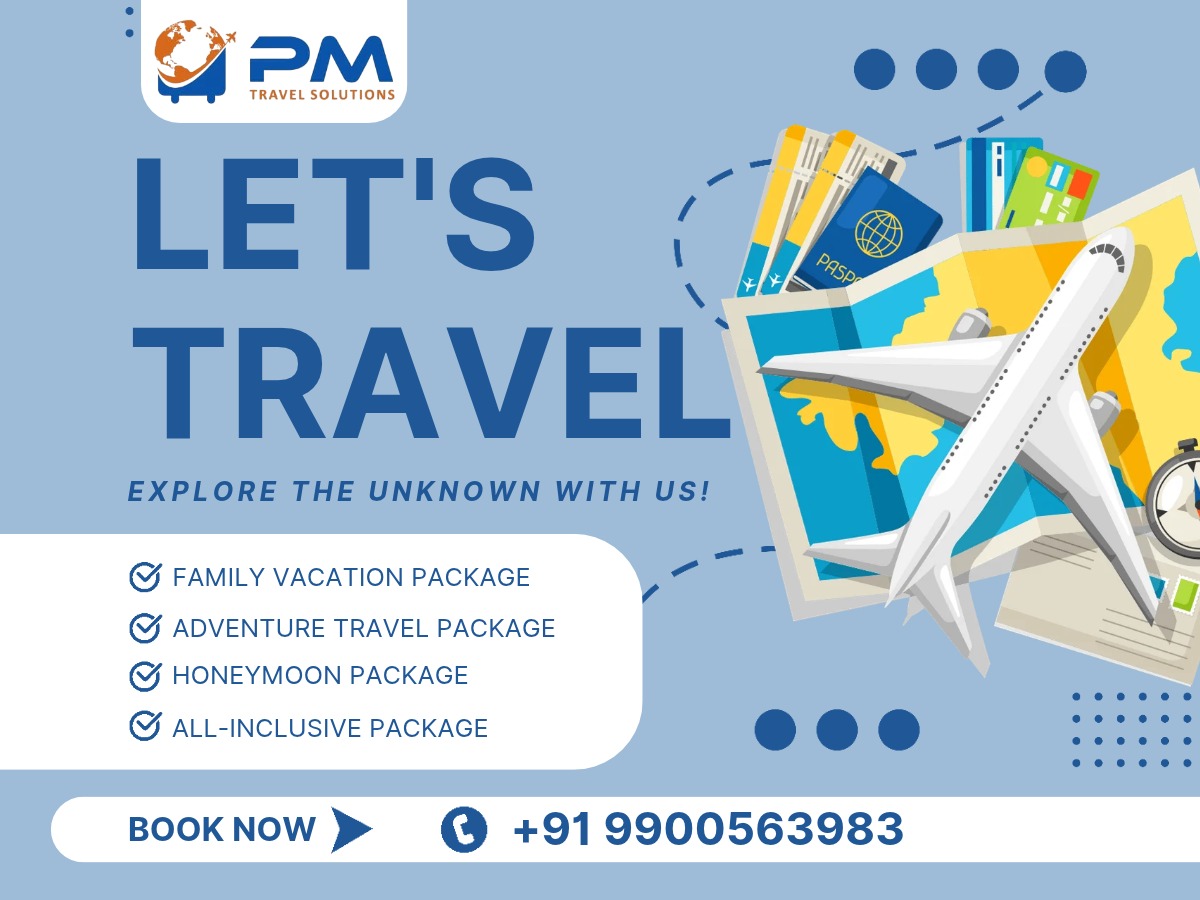 PM
TRAVEL SOLUTIONS
LET'S
TRAVEL
EXPLORE THE UNKNOWN WITH US!
FAMILY VACATION PACKAGE
ADVENTURE TRAVEL PACKAGE
HONEYMOON PACKAGE
ALL-INCLUSIVE PACKAGE
BOOK NOW
+91 9900563983